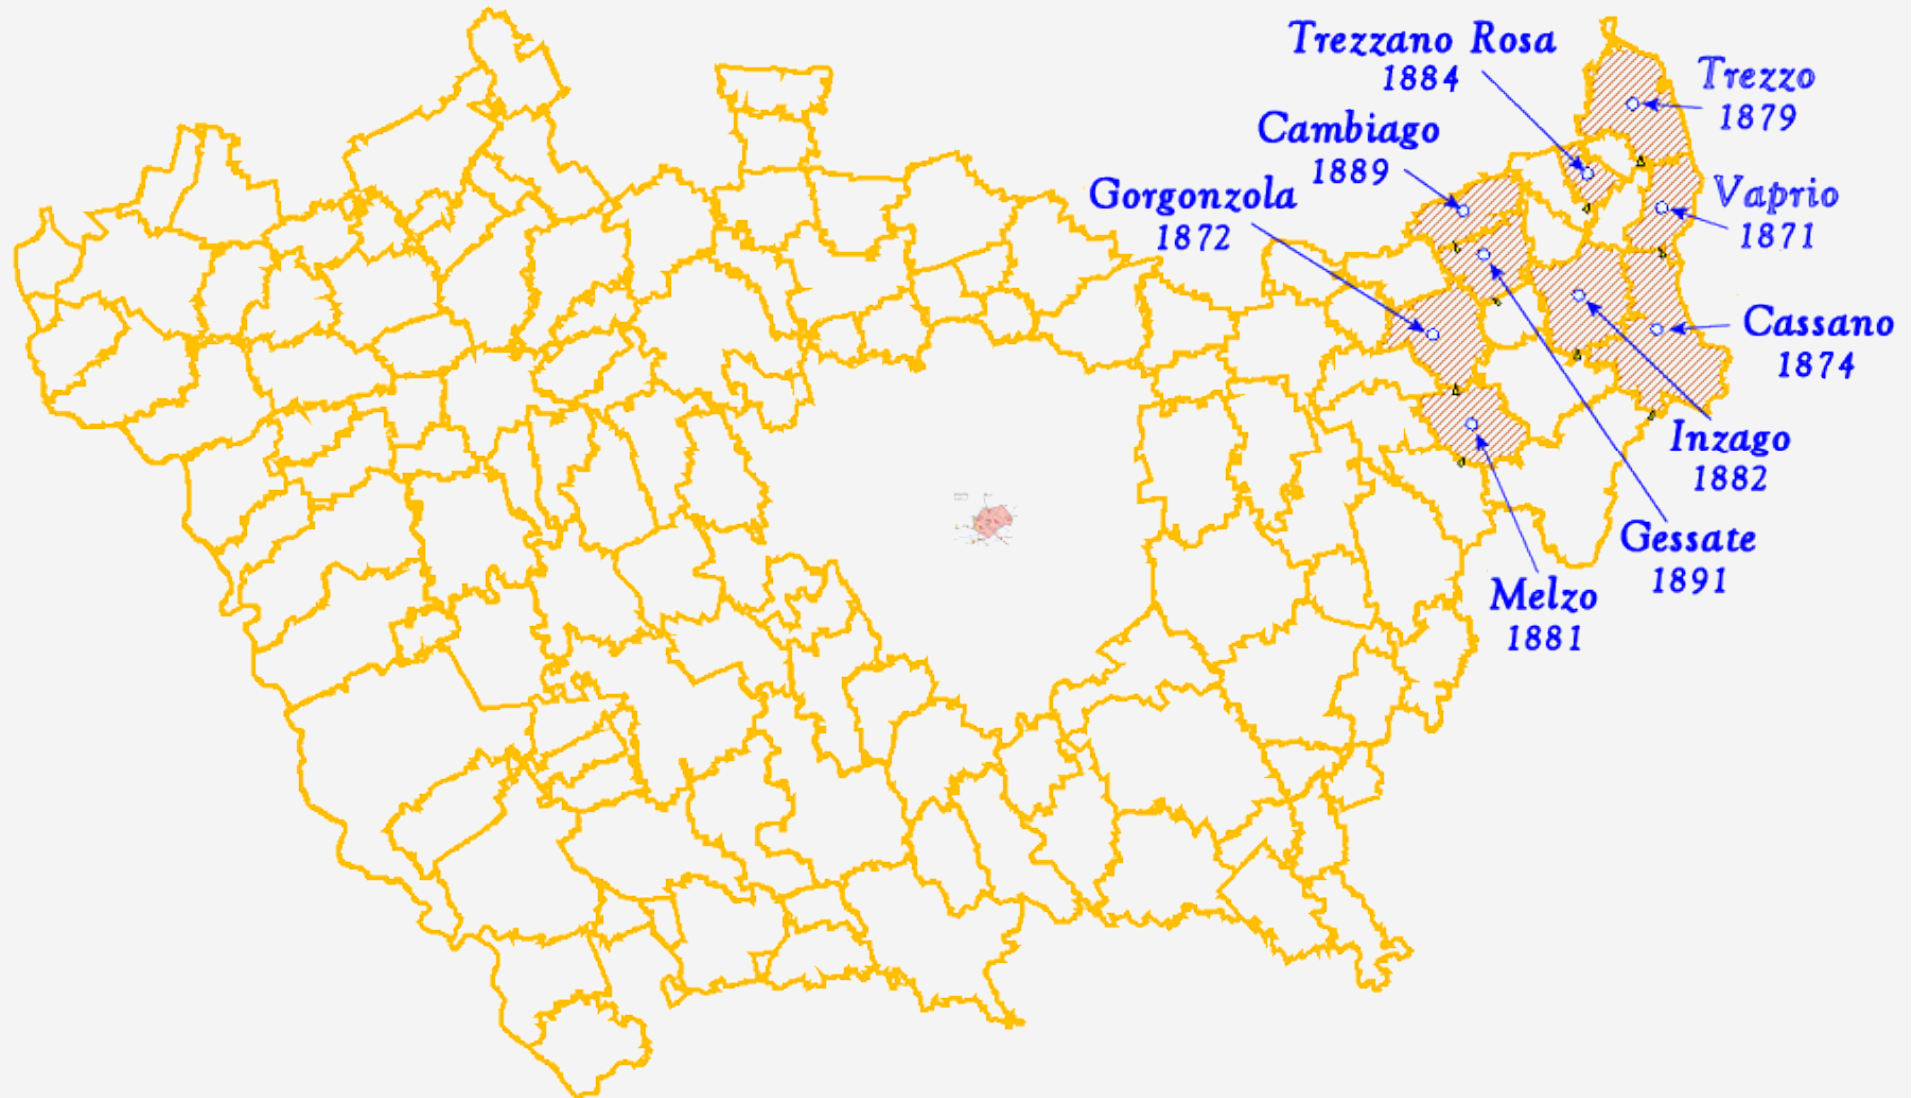 Trezzano Rosa
1884
Trezzo
1879
Cambiago
1889
Gorgonzola
1872
Vaprio
1871
Cassano
1874
Inzago
1882
Gessate
1891
Melzo
1881